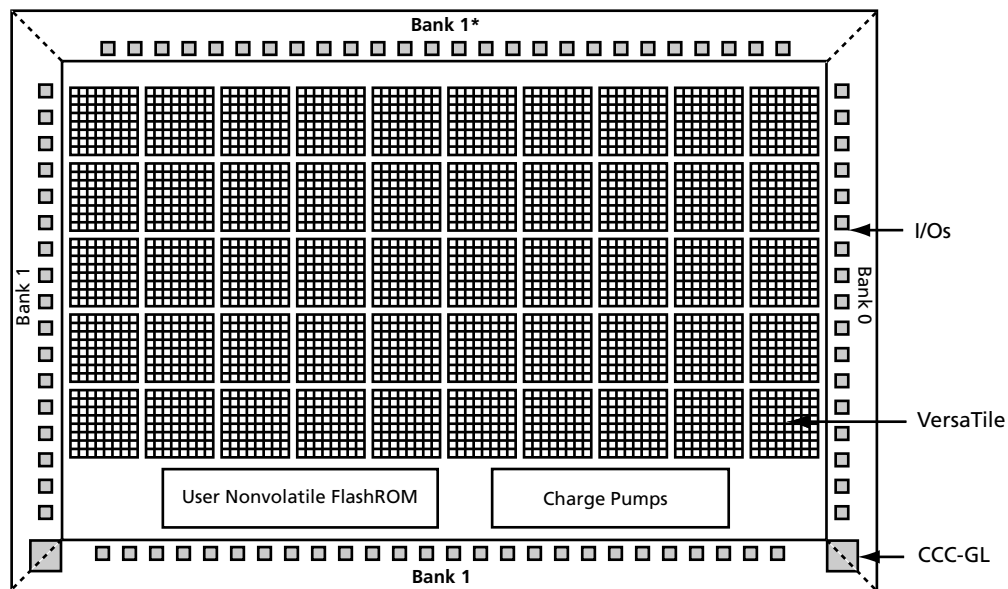 Bank 1*
I/Os
Bank 1
Bank 0
VersaTile
User Nonvolatile FlashROM
Charge Pumps
CCC-GL
Bank 1